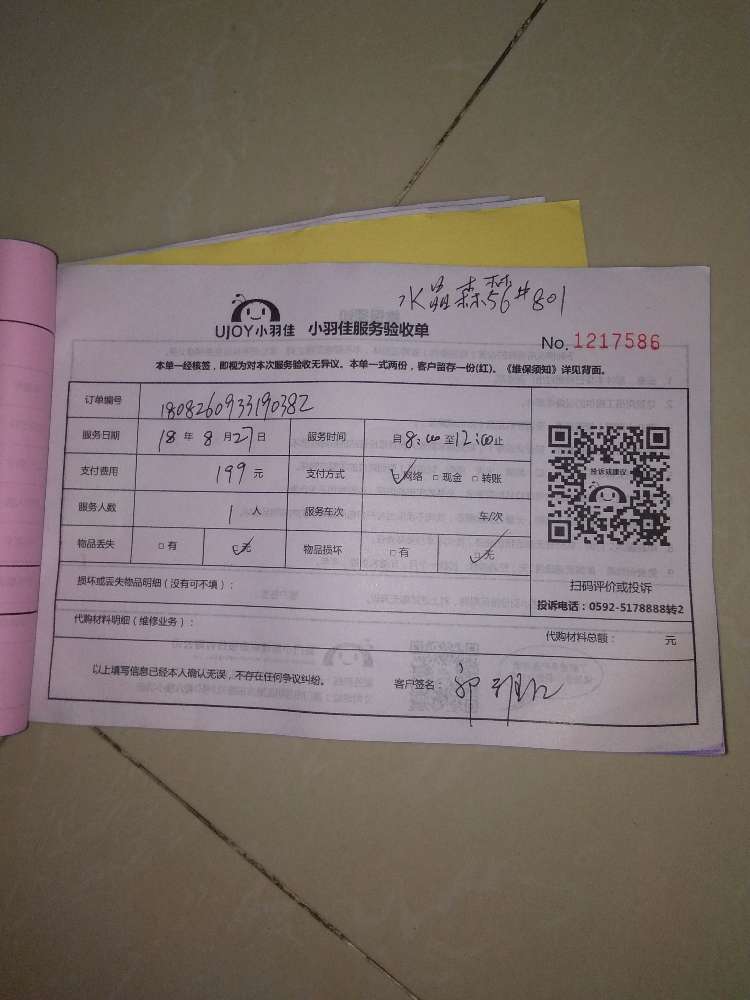 水晶森林56#801
UJOY小羽佳 小羽佳服务验收单
No. 1217586
本单一经核签,即视为对本次服务验收无异议。本单一式两份,客户留存一份(红)。《维保须知》详见背面。
订单编号 1808260933190382
服务日期 18 年 8 月 27 日 服务时间 自 8:00 至 12:00 止
支付费用 199 元 支付方式 ☑网络 □现金 □转账
投诉或建议
服务人数 1 人 服务车次 车/次
物品丢失 □有 ☑无 物品损坏 □有 ☑无
扫码评价或投诉
损坏或丢失物品明细(没有可不填):
投诉电话:0592-5178888转2
代购材料明细(维修业务): 代购材料总额: 元
以上填写信息已经本人确认无误,不存在任何争议纠纷。 客户签名: